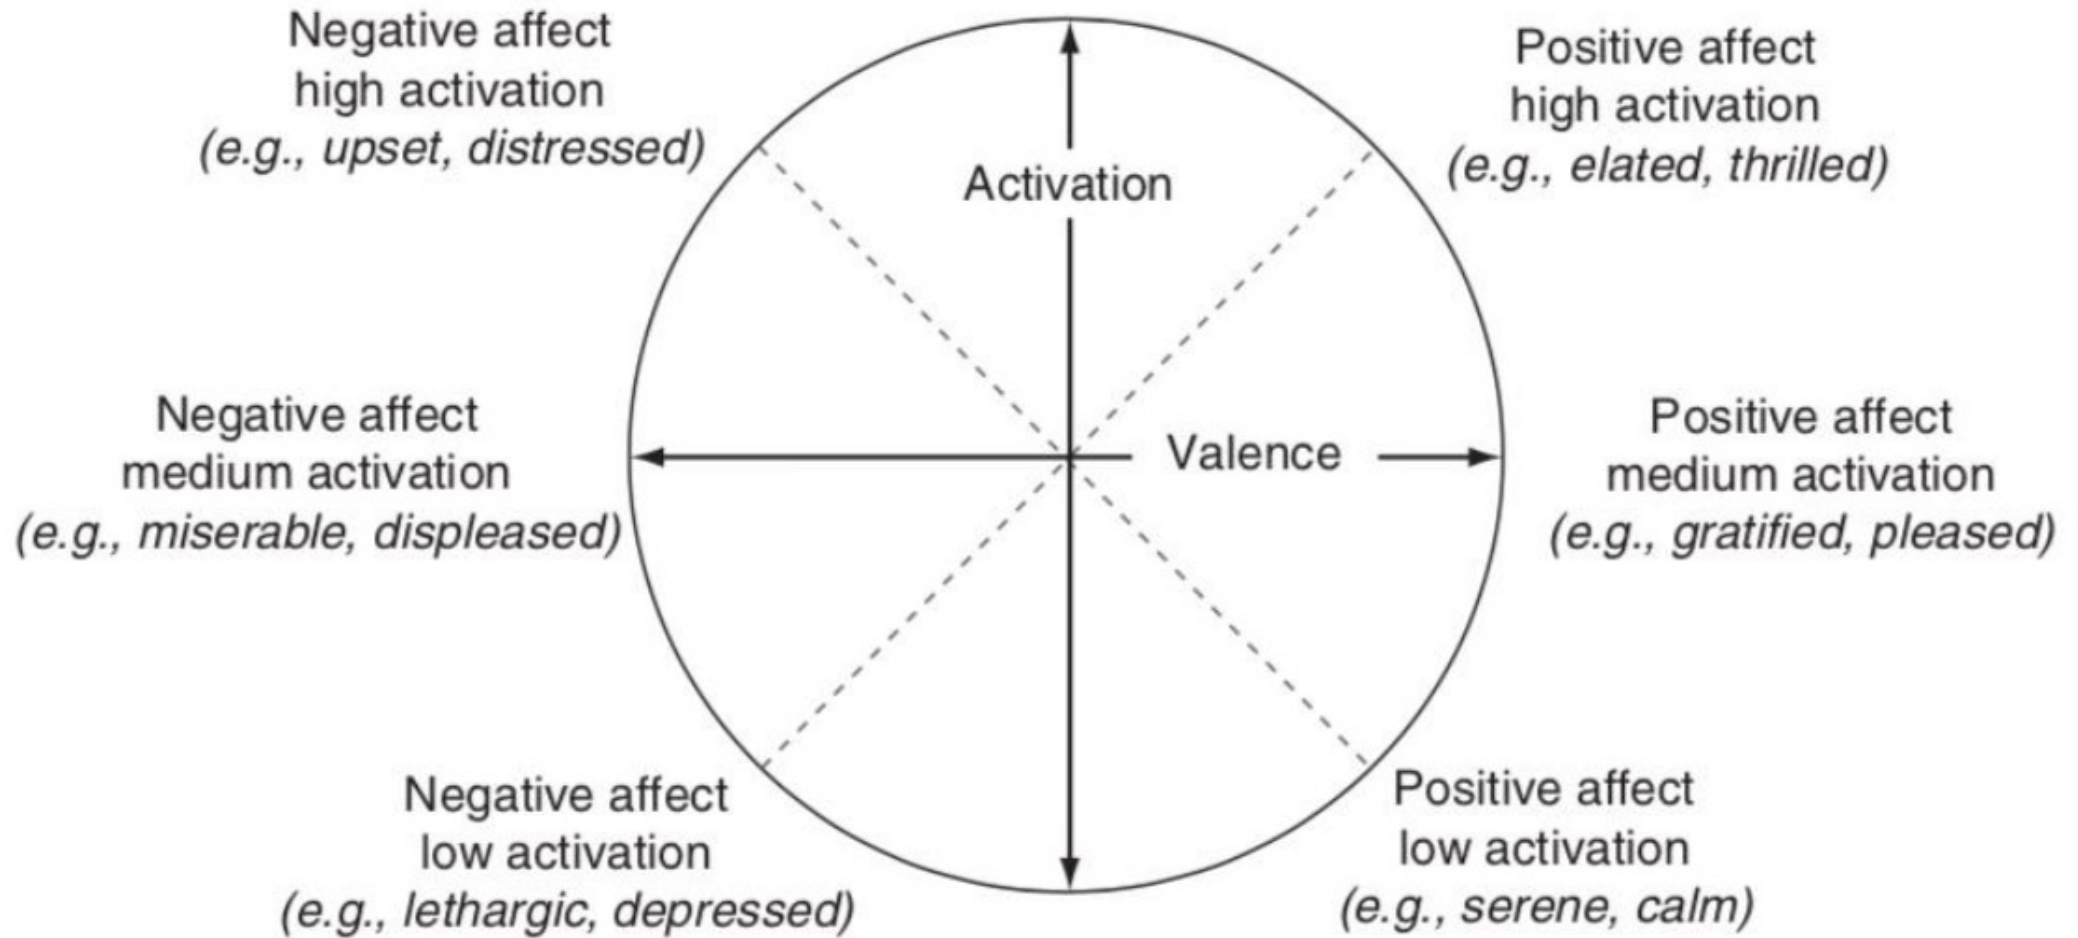 Negative affect
high activation
(e.g., upset, distressed)
Positive affect
high activation
(e.g., elated, thrilled)
Activation
Negative affect
medium activation
(e.g., miserable, displeased)
Valence
Positive affect
medium activation
(e.g., gratified, pleased)
Negative affect
low activation
(e.g., lethargic, depressed)
Positive affect
low activation
(e.g., serene, calm)